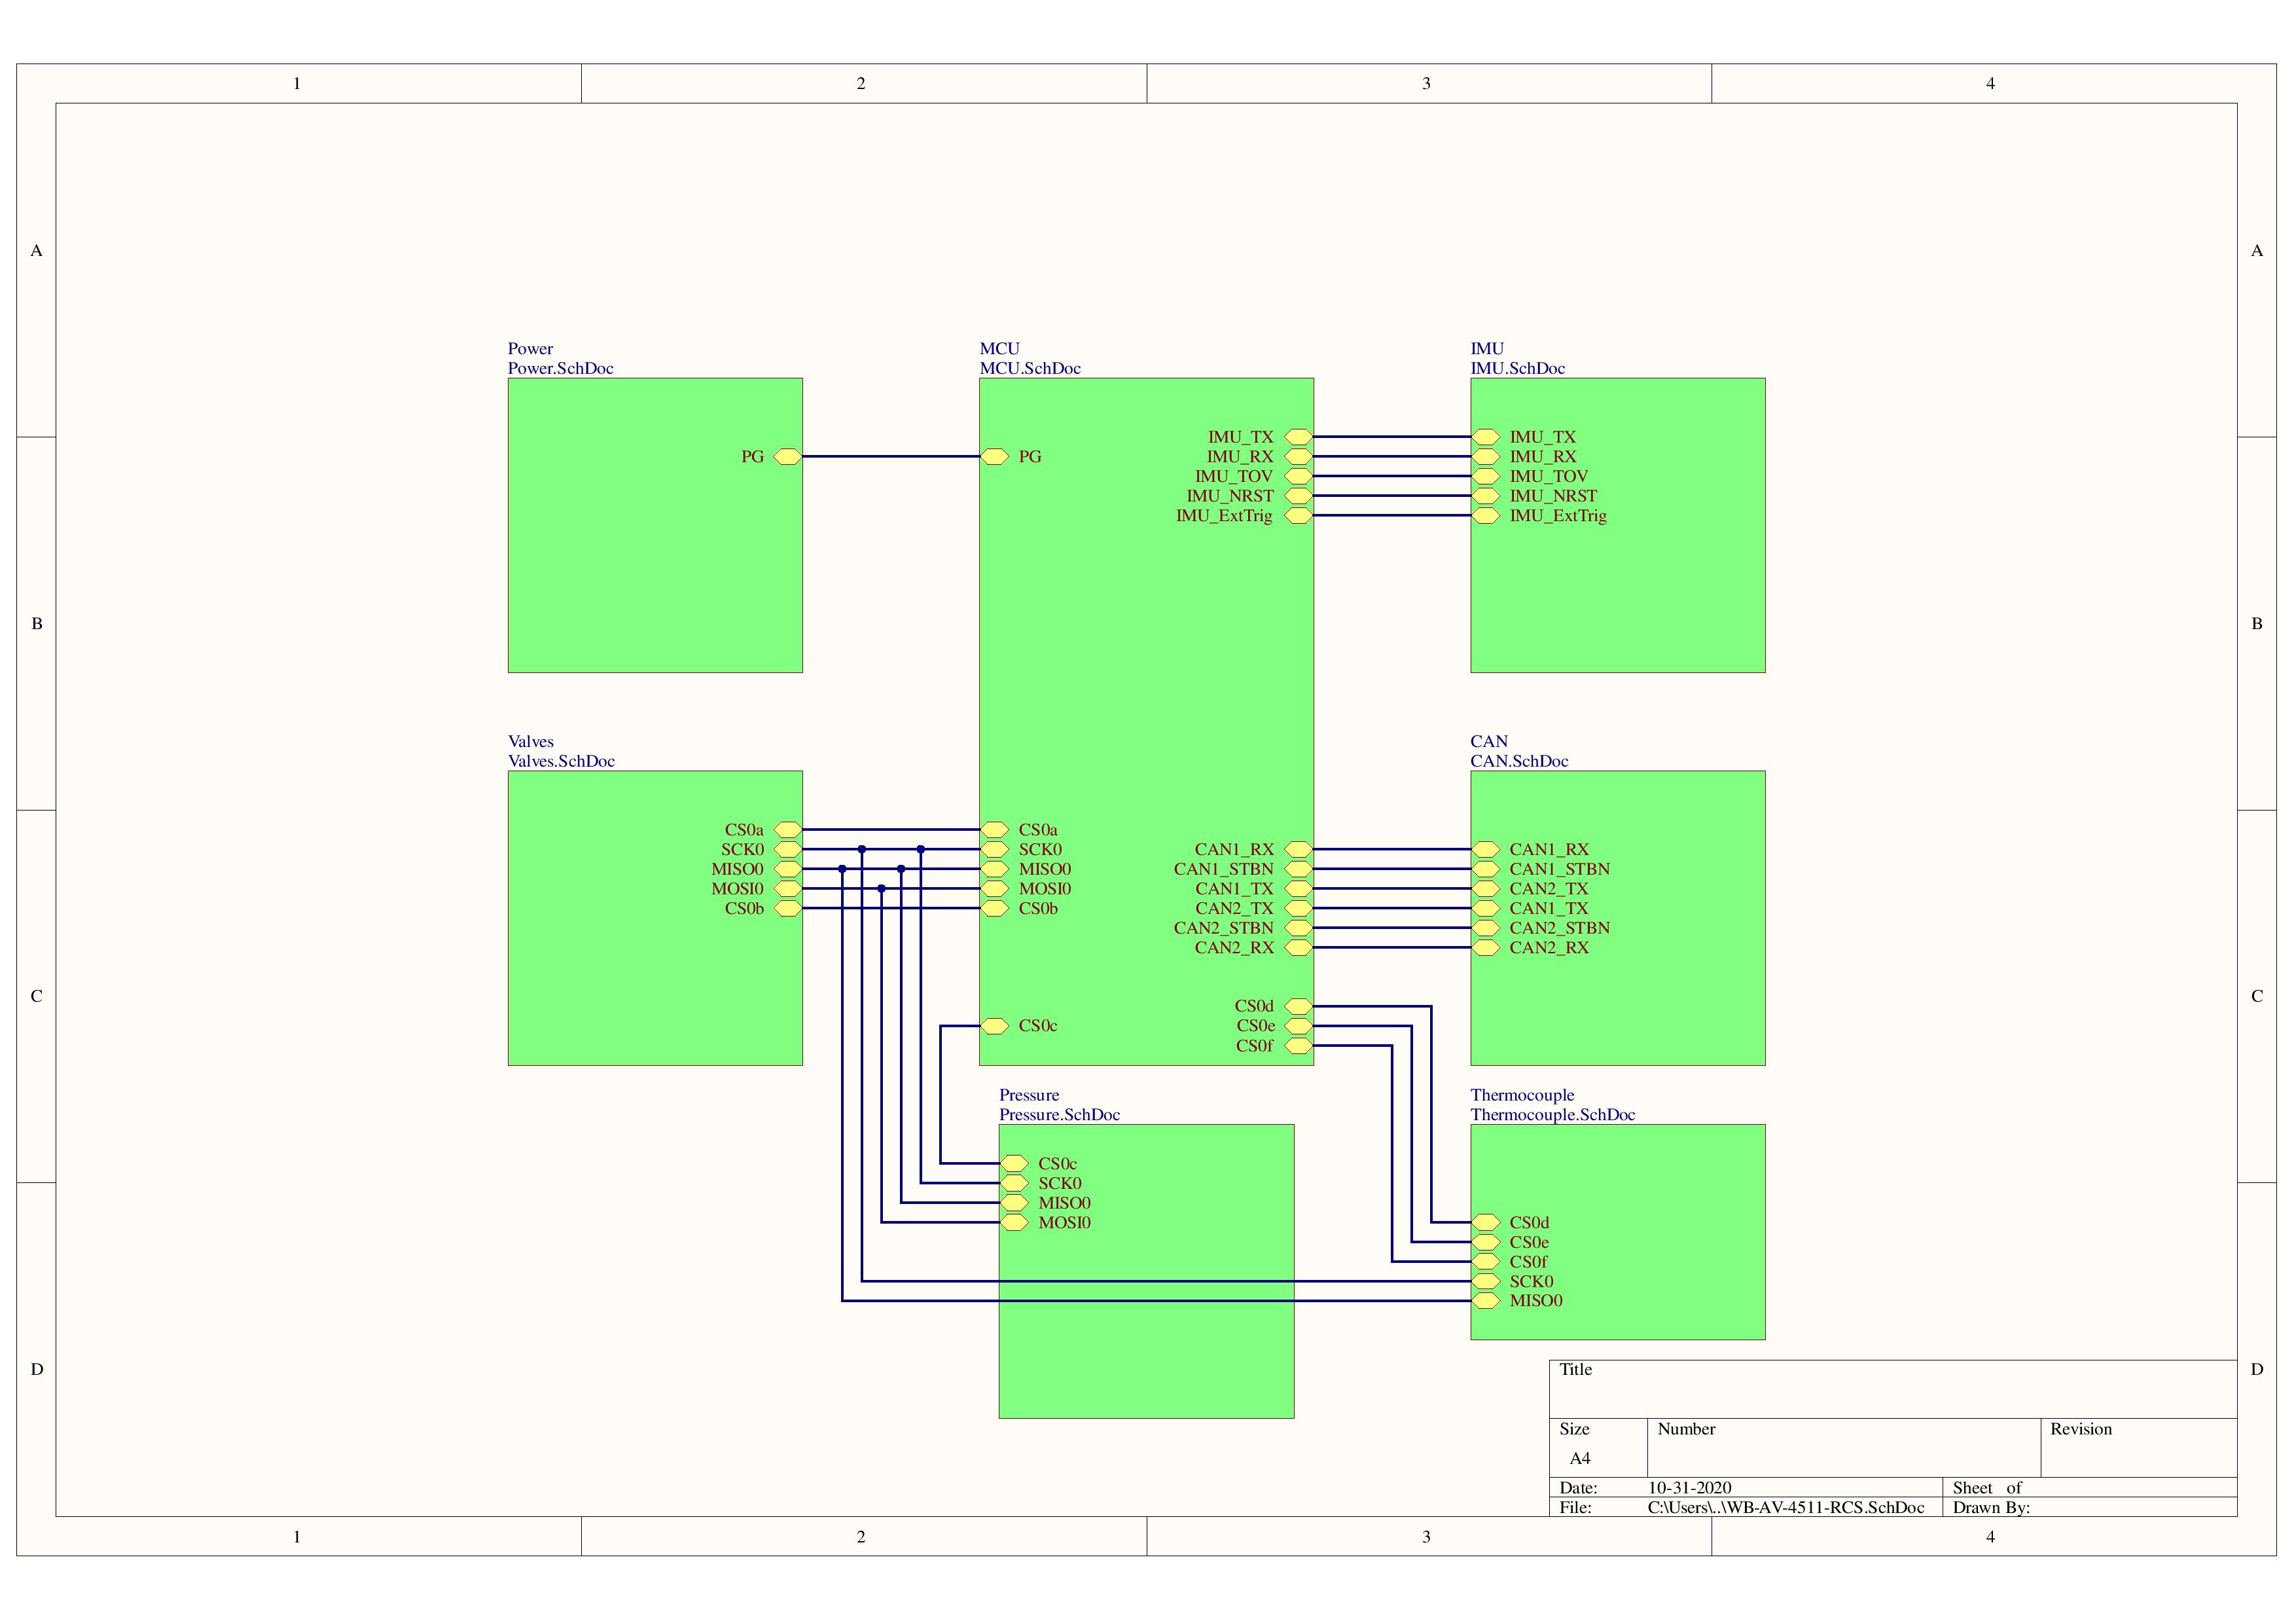 1 2 3 4
A A
Power MCU IMU
Power.SchDoc MCU.SchDoc IMU.SchDoc
IMU_TX IMU_TX
PG PG IMU_RX IMU_RX
IMU_TOV IMU_TOV
IMU_NRST IMU_NRST
IMU_ExtTrig IMU_ExtTrig
B B
Valves CAN
Valves.SchDoc CAN.SchDoc
CS0a CS0a
SCK0 SCK0 CAN1_RX CAN1_RX
MISO0 MISO0 CAN1_STBN CAN1_STBN
MOSI0 MOSI0 CAN1_TX CAN2_TX
CS0b CS0b CAN2_TX CAN1_TX
CAN2_STBN CAN2_STBN
CAN2_RX CAN2_RX
C C
CS0d
CS0c CS0e
CS0f
Pressure Thermocouple
Pressure.SchDoc Thermocouple.SchDoc
CS0c
SCK0
MISO0
MOSI0 CS0d
CS0e
CS0f
SCK0
MISO0
D D
Title
Size Number Revision
A4
Date: 10-31-2020 Sheet of
File: C:\Users\..\WB-AV-4511-RCS.SchDoc Drawn By:
1 2 3 4